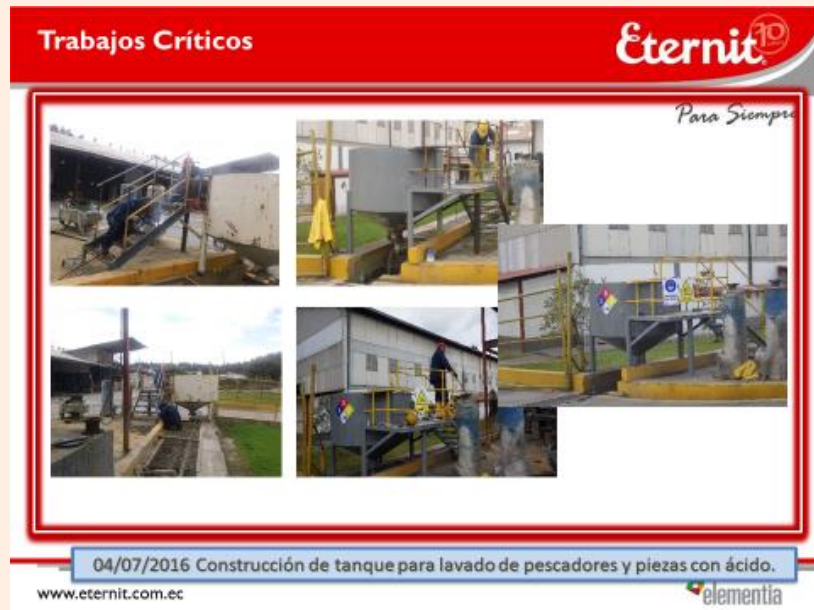 Trabajos Críticos
Eternit
Para Siempre
04/07/2016 Construcción de tanque para lavado de pescadores y piezas con ácido.
www.eternit.com.ec
elementia